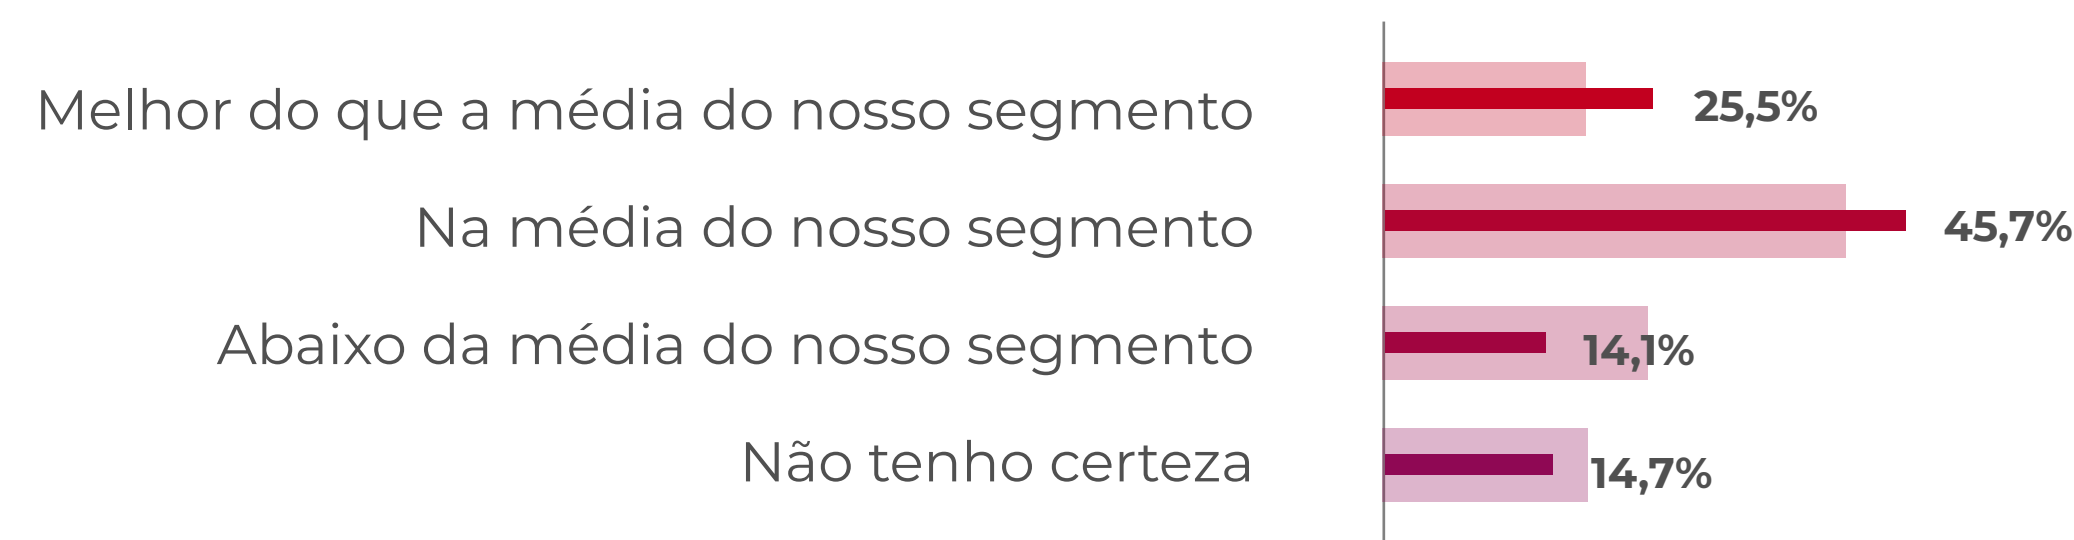 Melhor do que a média do nosso segmento 25,5%
Na média do nosso segmento 45,7%
Abaixo da média do nosso segmento 14,1%
Não tenho certeza 14,7%